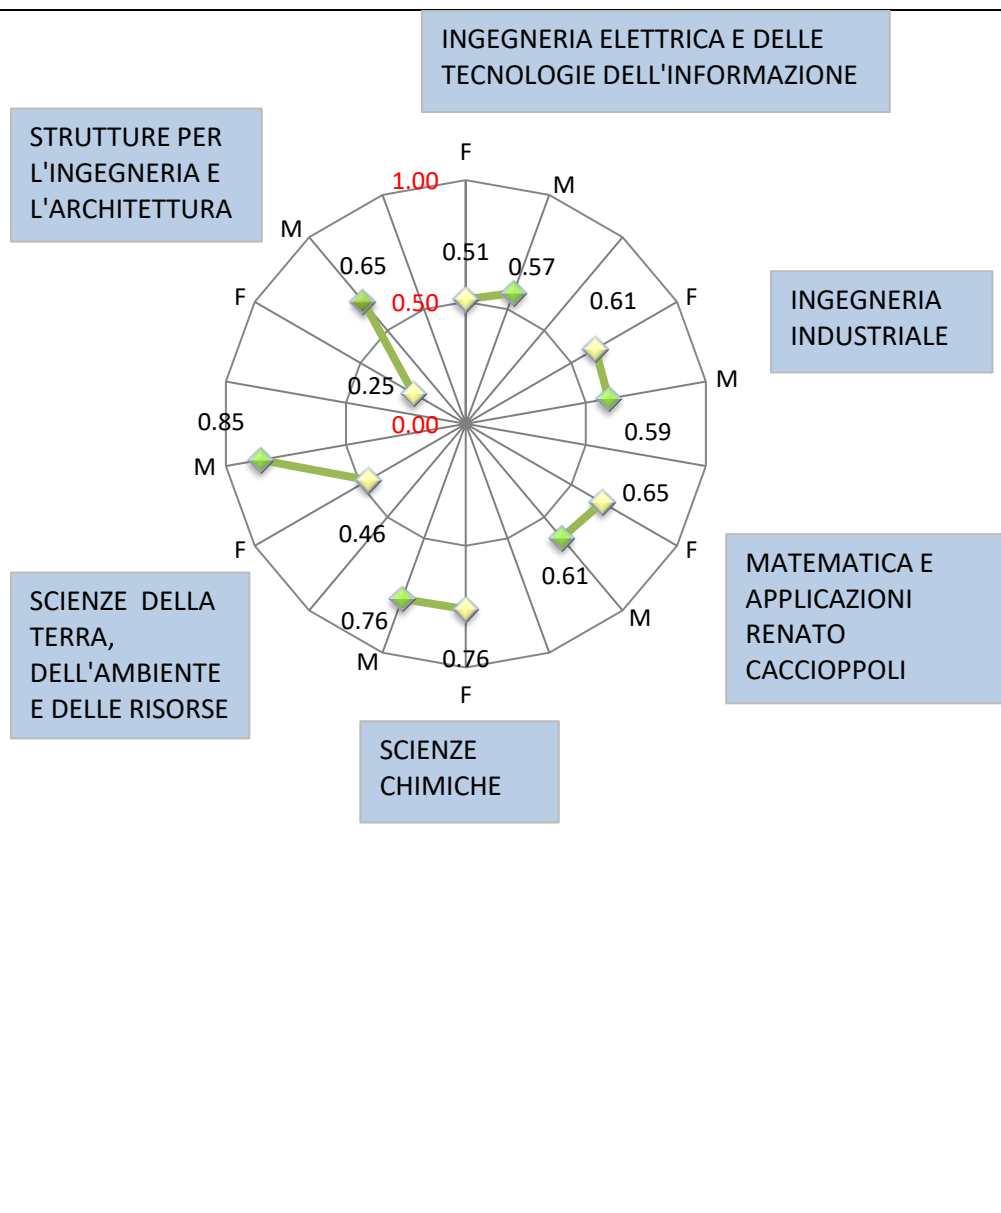 INGEGNERIA ELETTRICA E DELLE
TECNOLOGIE DELL'INFORMAZIONE
STRUTTURE PER
L'INGEGNERIA E
L'ARCHITETTURA
F
1.00
M
M
0.51
0.57
0.65
F
0.50
0.61
F
INGEGNERIA
INDUSTRIALE
M
0.25
0.85
0.00
0.59
M
0.65
F
0.46
F
0.61
MATEMATICA E
APPLICAZIONI
RENATO
CACCIOPPOLI
SCIENZE  DELLA
TERRA,
DELL'AMBIENTE
E DELLE RISORSE
0.76
M
M
0.76
F
SCIENZE
CHIMICHE